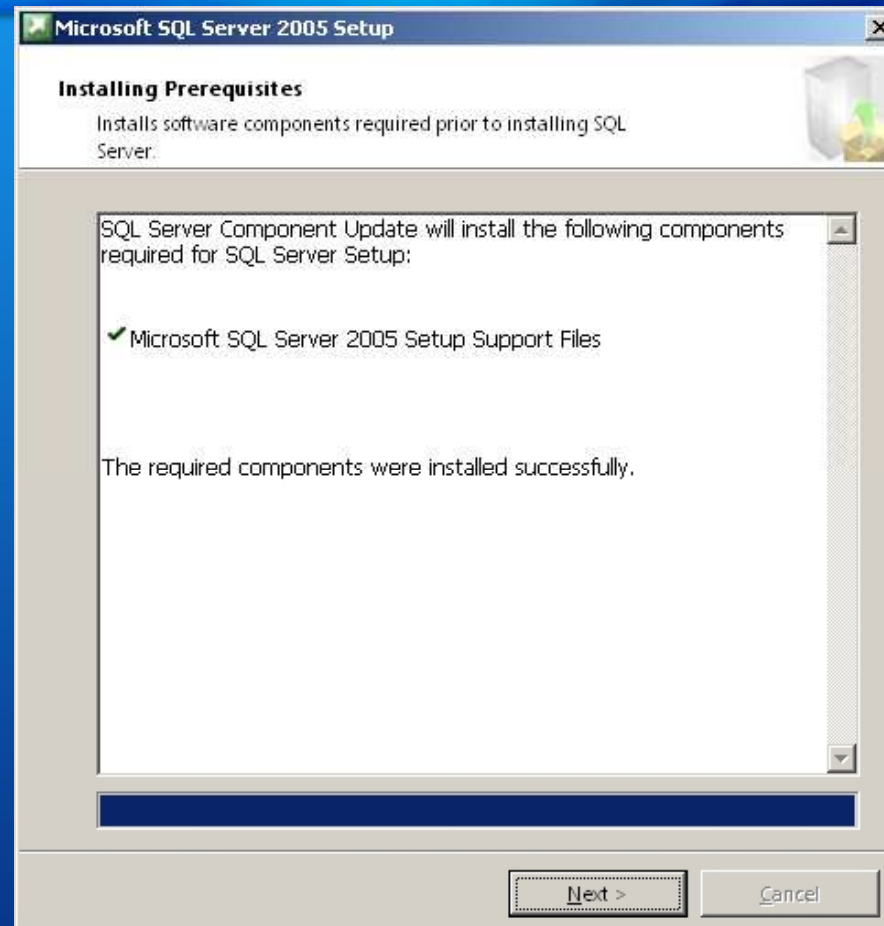 Microsoft SQL Server 2005 Setup
Installing Prerequisites
Installs software components required prior to installing SQL
Server.
SQL Server Component Update will install the following components
required for SQL Server Setup:
Microsoft SQL Server 2005 Setup Support Files
The required components were installed successfully.
Next >
Cancel